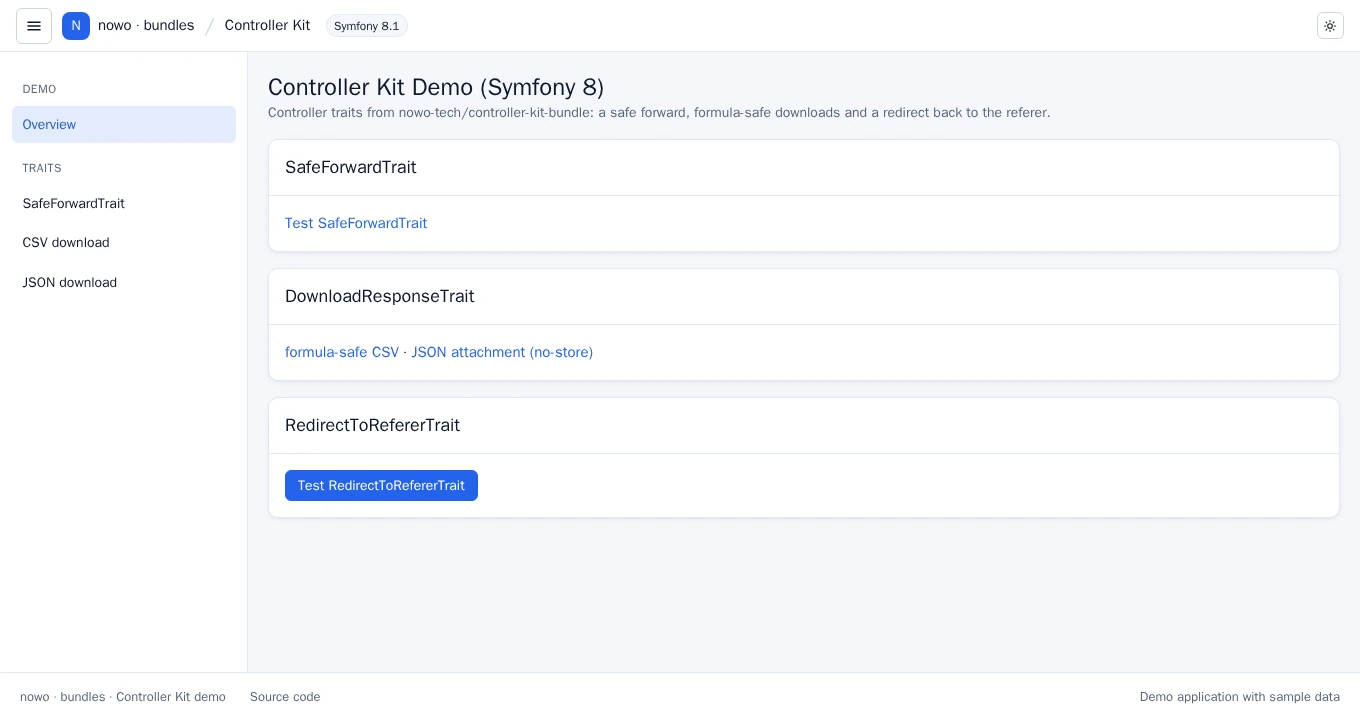 N nowo · bundles / Controller Kit Symfony 8.1
DEMO
Overview
TRAITS
SafeForwardTrait
CSV download
JSON download
Controller Kit Demo (Symfony 8)
Controller traits from nowo-tech/controller-kit-bundle: a safe forward, formula-safe downloads and a redirect back to the referer.
SafeForwardTrait
Test SafeForwardTrait
DownloadResponseTrait
formula-safe CSV · JSON attachment (no-store)
RedirectToRefererTrait
Test RedirectToRefererTrait
nowo · bundles · Controller Kit demo Source code Demo application with sample data